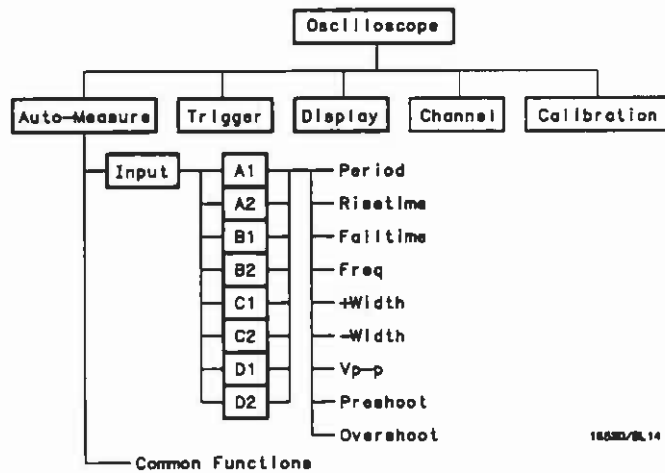 Oscilloscope
Auto-Measure Trigger Display Channel Calibration
Input A1 Period
A2 Risetime
B1 Falltime
B2 Freq
C1 +Width
C2 -Width
D1 Vp-p
D2 Preshoot
Overshoot
Common Functions